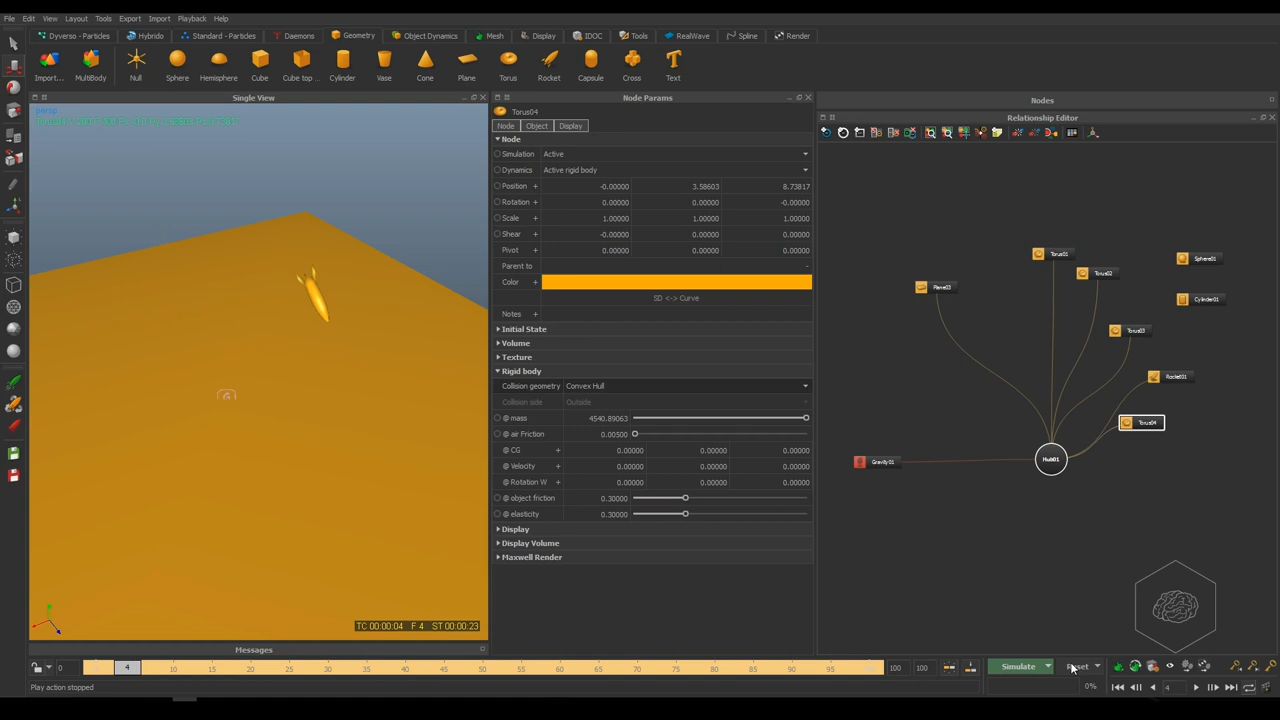 File Edit View Layout Tools Export Import Playback Help
Dyverso - Particles Hybrido Standard - Particles Daemons Geometry Object Dynamics Mesh Display IDOC Tools RealWave Spline Render
Import... MultiBody Null Sphere Hemisphere Cube Cube top ... Cylinder Vase Cone Plane Torus Rocket Capsule Cross Text
Single View
persp
TC 00:00:04 F 4 ST 00:00:23
Messages
Node Params
Torus04
Node Object Display
Node
Simulation Active
Dynamics Active rigid body
Position + -0.00000 3.58603 8.73817
Rotation + 0.00000 0.00000 -0.00000
Scale + 1.00000 1.00000 1.00000
Shear + -0.00000 0.00000 0.00000
Pivot + 0.00000 0.00000 0.00000
Parent to -
Color +
SD <-> Curve
Notes +
Initial State
Volume
Texture
Rigid body
Collision geometry Convex Hull
Collision side Outside
@ mass 4540.89063
@ air Friction 0.00500
@ CG + 0.00000 0.00000 0.00000
@ Velocity + 0.00000 0.00000 0.00000
@ Rotation W + 0.00000 0.00000 0.00000
@ object friction 0.30000
@ elasticity 0.30000
Display
Display Volume
Maxwell Render
Nodes
Relationship Editor
Torus01
Sphere01
Torus02
Plane03
Cylinder01
Torus03
Rocket01
Torus04
Hub01
Gravity01
0 4 5 10 15 20 25 30 35 40 45 50 55 60 65 70 75 80 85 90 95 100 100
Simulate Reset
Play action stopped
0% 4